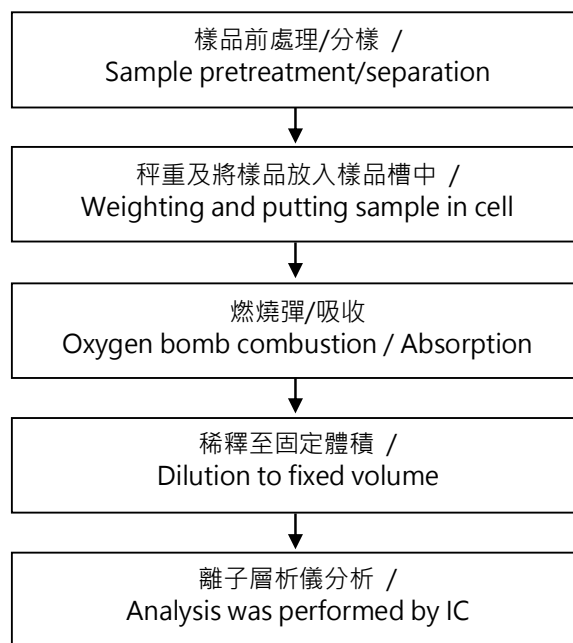 樣品前處理/分樣 /
Sample pretreatment/separation
秤重及將樣品放入樣品槽中 /
Weighting and putting sample in cell
燃燒彈/吸收
Oxygen bomb combustion / Absorption
稀釋至固定體積 /
Dilution to fixed volume
離子層析儀分析 /
Analysis was performed by IC